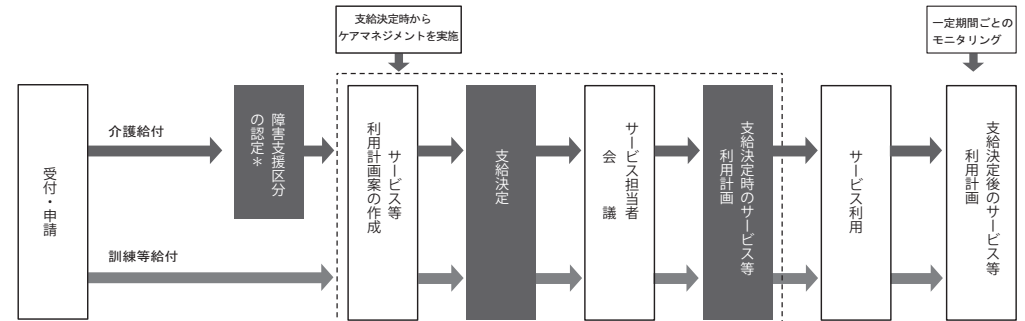 支給決定時から
ケアマネジメントを実施
一定期間ごとの
モニタリング
受付・申請
介護給付
訓練等給付
障害支援区分
の認定＊
サービス等
利用計画案の作成
支給決定
サービス担当者
会議
支給決定時のサービス等
利用計画
サービス利用
支給決定後のサービス等
利用計画